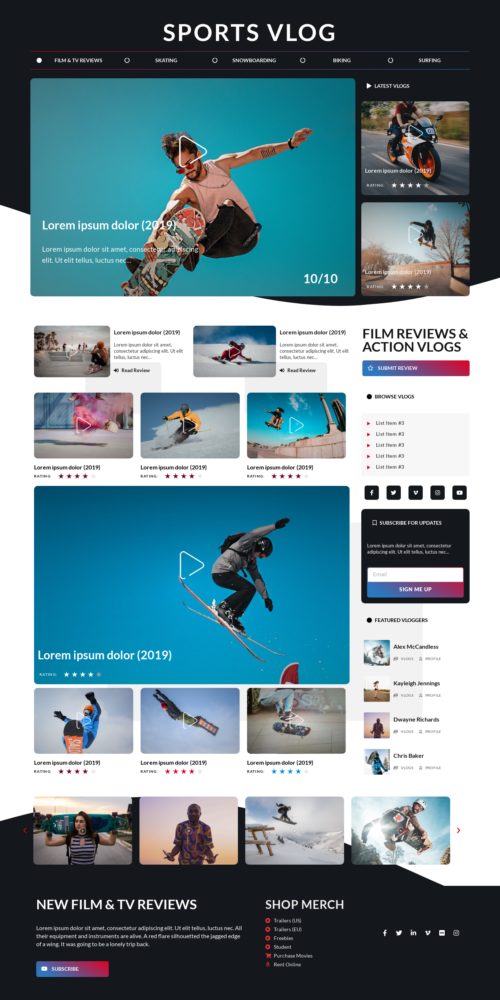 SPORTS VLOG
FILM & TV REVIEWS
SKATING
SNOWBOARDING
BIKING
SURFING
LATEST VLOGS
Lorem ipsum dolor (2019)
RATING:
Lorem ipsum dolor (2019)
Lorem ipsum dolor sit amet, consectetur adipiscing
elit. Ut elit tellus, luctus nec...
10/10
Lorem ipsum dolor (2019)
RATING:
Lorem ipsum dolor (2019)
Lorem ipsum dolor sit amet,
consectetur adipiscing elit. Ut elit
tellus, luctus nec...
Read Review
Lorem ipsum dolor (2019)
Lorem ipsum dolor sit amet,
consectetur adipiscing elit. Ut elit
tellus, luctus nec...
Read Review
FILM REVIEWS &
ACTION VLOGS
SUBMIT REVIEW
BROWSE VLOGS
List Item #3
List Item #3
List Item #3
List Item #3
List Item #3
Lorem ipsum dolor (2019)
RATING:
Lorem ipsum dolor (2019)
RATING:
Lorem ipsum dolor (2019)
RATING:
SUBSCRIBE FOR UPDATES
Lorem ipsum dolor sit amet, consectetur
adipiscing elit. Ut elit tellus, luctus nec...
Email
SIGN ME UP
Lorem ipsum dolor (2019)
RATING:
FEATURED VLOGGERS
Alex McCandless
VLOGS PROFILE
Kayleigh Jennings
VLOGS PROFILE
Dwayne Richards
VLOGS PROFILE
Chris Baker
VLOGS PROFILE
Lorem ipsum dolor (2019)
RATING:
Lorem ipsum dolor (2019)
RATING:
Lorem ipsum dolor (2019)
RATING:
NEW FILM & TV REVIEWS
Lorem ipsum dolor sit amet, consectetur adipiscing elit. All
their equipment and instruments are alive. A red flare silhouetted the jagged edge
of a wing. It was going to be a lonely trip back.
SUBSCRIBE
SHOP MERCH
Trailers (US)
Trailers (EU)
Freebies
Student
Purchase Movies
Rent Online